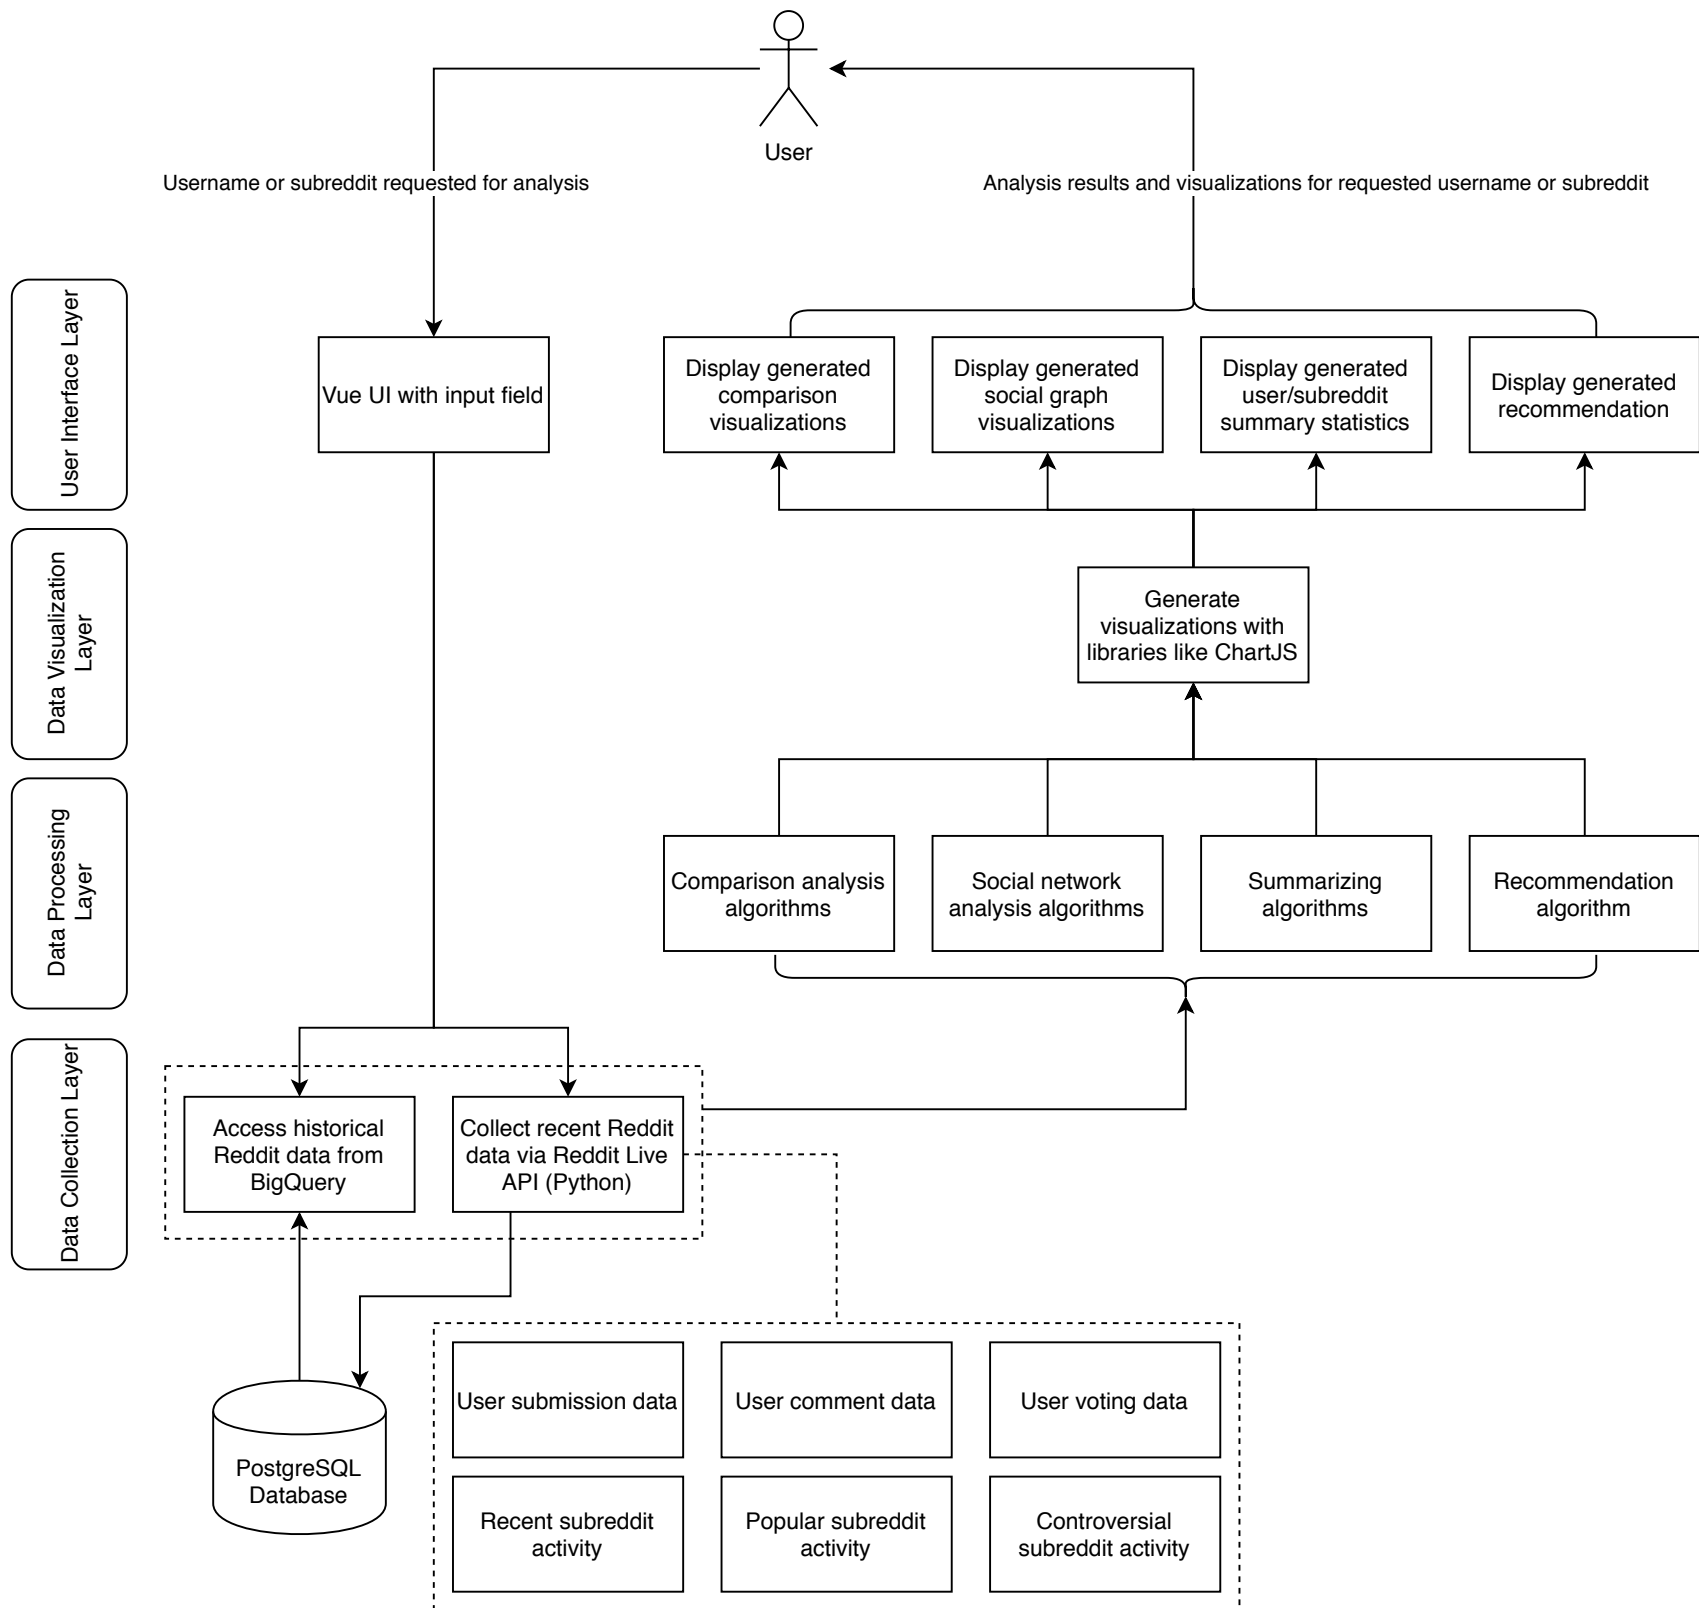 User
Username or subreddit requested for analysis
Analysis results and visualizations for requested username or subreddit
User Interface Layer
Vue UI with input field
Display generated
comparison
visualizations
Display generated
social graph
visualizations
Display generated
user/subreddit
summary statistics
Display generated
recommendation
Data Visualization
Layer
Generate
visualizations with
libraries like ChartJS
Data Processing
Layer
Comparison analysis
algorithms
Social network
analysis algorithms
Summarizing
algorithms
Recommendation
algorithm
Data Collection Layer
Access historical
Reddit data from
BigQuery
Collect recent Reddit
data via Reddit Live
API (Python)
PostgreSQL
Database
User submission data
User comment data
User voting data
Recent subreddit
activity
Popular subreddit
activity
Controversial
subreddit activity